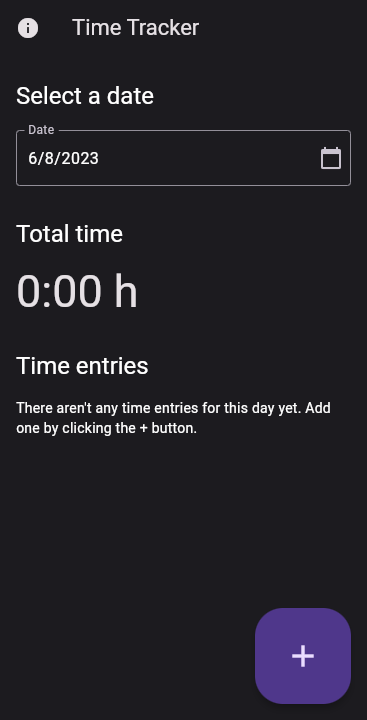 Time Tracker
Select a date
Date
6/8/2023
Total time
0:00 h
Time entries
There aren't any time entries for this day yet. Add
one by clicking the + button.
+